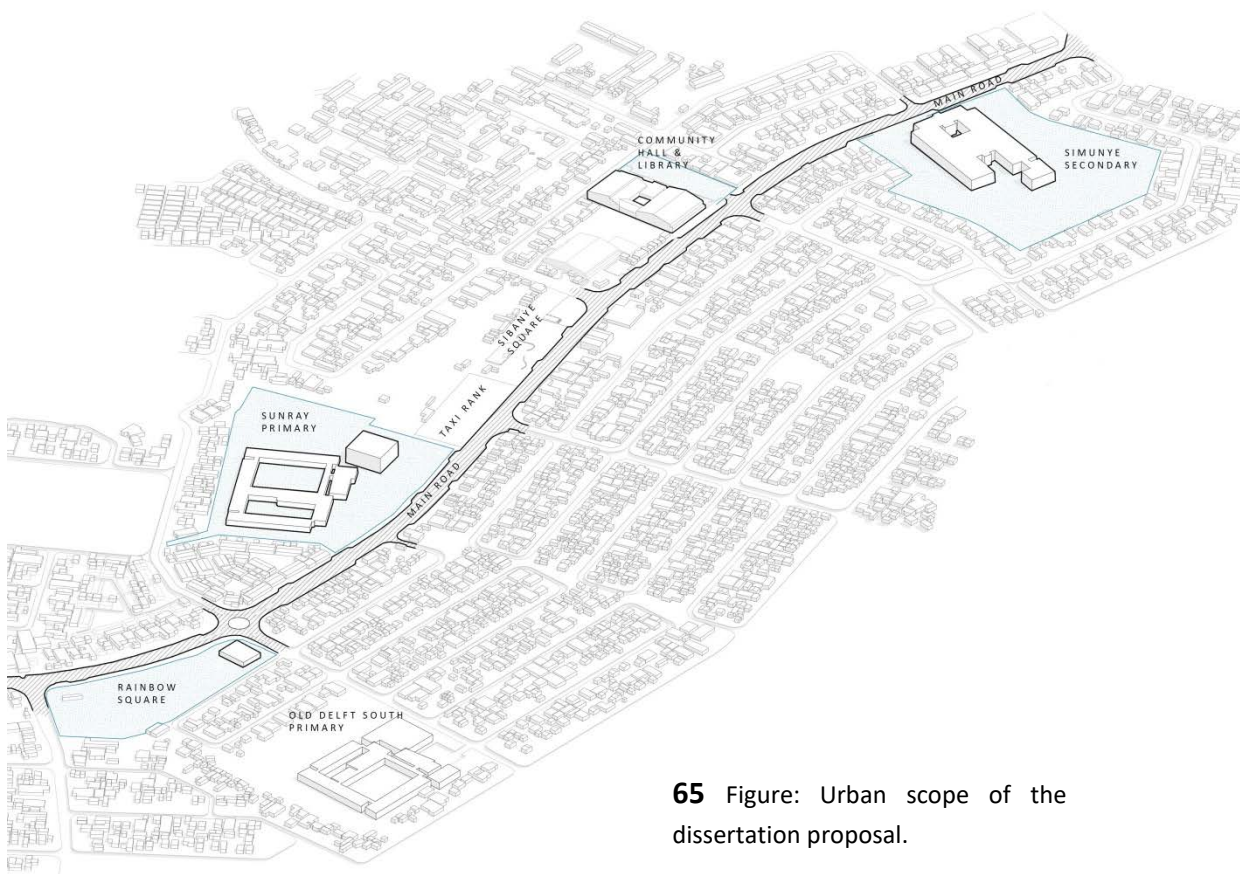 MAIN ROAD
COMMUNITY
HALL &
LIBRARY
SIMUNYE
SECONDARY
SIBANYE
SQUARE
TAXI RANK
SUNRAY
PRIMARY
MAIN ROAD
RAINBOW
SQUARE
OLD DELFT SOUTH
PRIMARY
65 Figure: Urban scope of the
dissertation proposal.